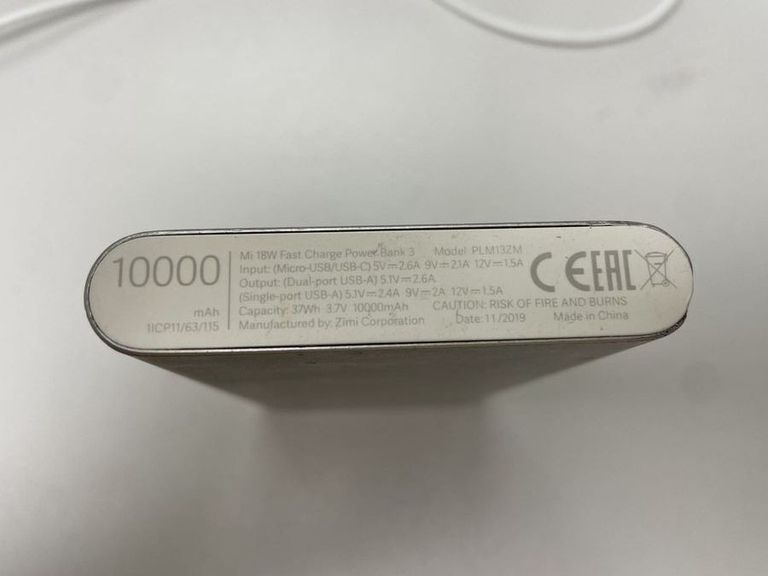 10000
mAh
1ICP11/63/115
Mi 18W Fast Charge Power Bank 3 Model: PLM13ZM
Input: (Micro-USB/USB-C) 5V⎓2.6A 9V⎓2.1A 12V⎓1.5A
Output: (Dual-port USB-A) 5.1V⎓2.6A
(Single-port USB-A) 5.1V⎓2.4A 9V⎓2A 12V⎓1.5A
Capacity: 37Wh 3.7V 10000mAh CAUTION: RISK OF FIRE AND BURNS
Manufactured by: Zimi Corporation Date: 11/2019 Made in China
CE EAC